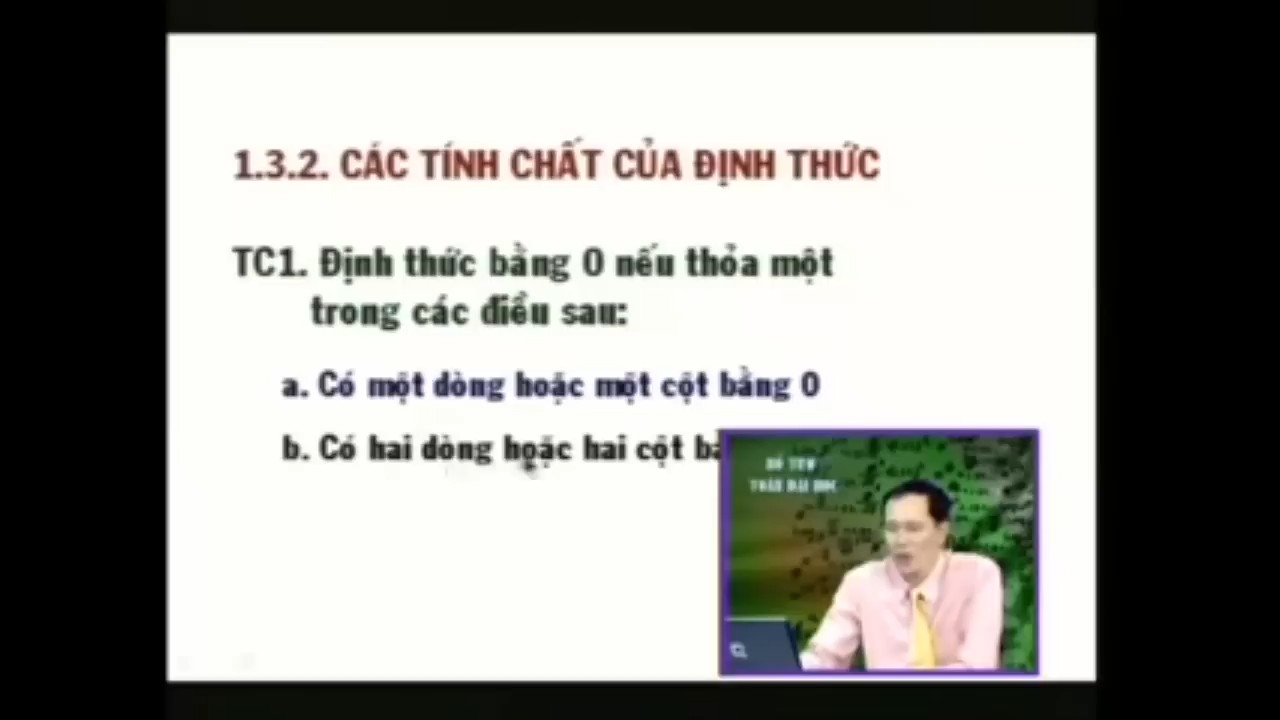 1.3.2. CÁC TÍNH CHẤT CỦA ĐỊNH THỨC
TC1. Định thức bằng 0 nếu thỏa một
trong các điều sau:
a. Có một dòng hoặc một cột bằng 0
b. Có hai dòng hoặc hai cột